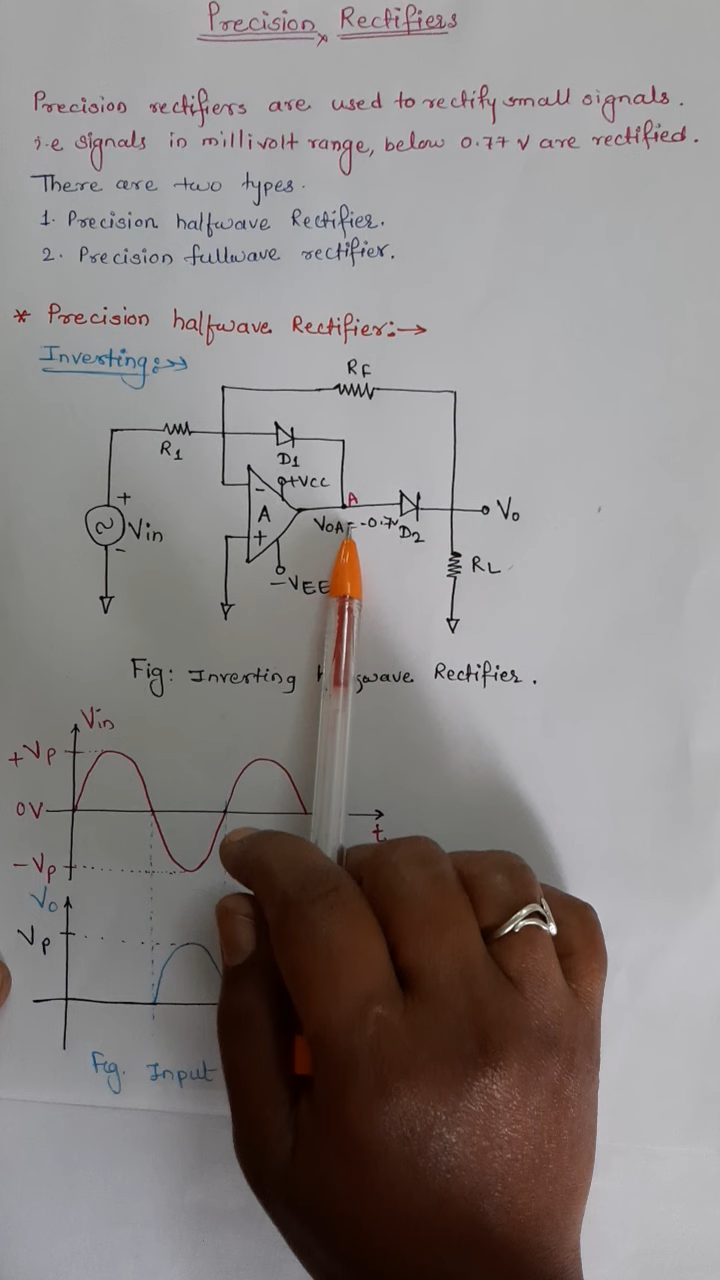 Precision Rectifiers
Precision rectifiers are used to rectify small signals.
i.e signals in millivolt range, below 0.77 v are rectified.
There are two types.
1. Precision halfwave Rectifier.
2. Precision fullwave rectifier.
* Precision halfwave Rectifier:→
Inverting:→
RF
R1
D1
+Vcc
+
Vin
-
-
A
+
A
VOA=-0.7v
D2
Vo
RL
-VEE
Fig: Inverting wave Rectifier.
Vin
+Vp
0V
t
-Vp
Vo
Vp
Fig. Input